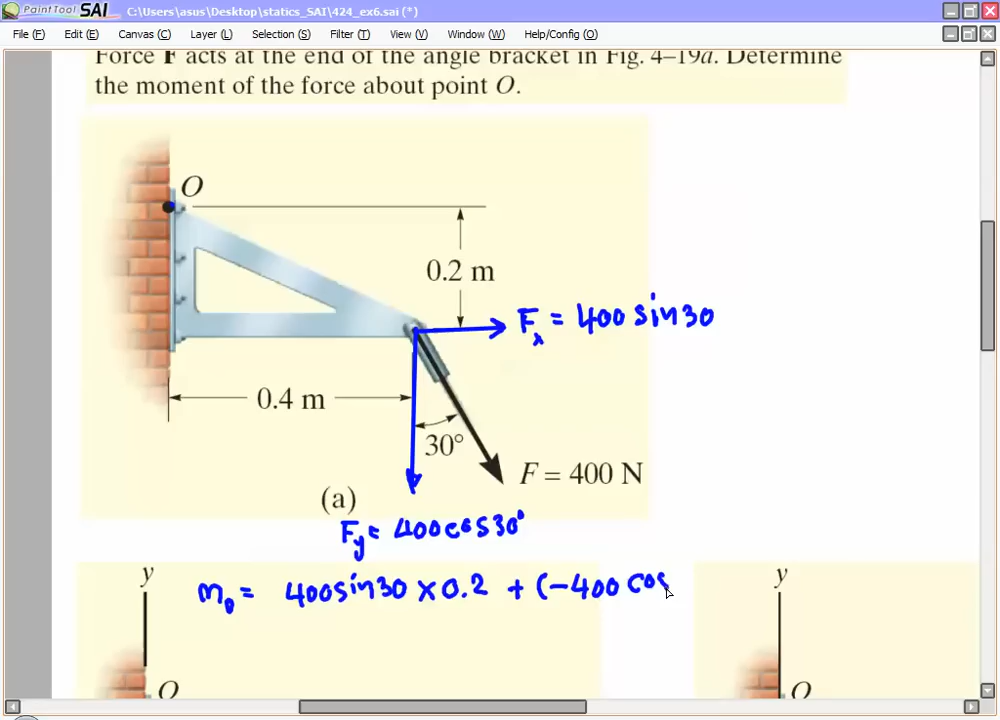 PaintTool SAI C:\Users\asus\Desktop\statics_SAI\424_ex6.sai (*)
File (F) Edit (E) Canvas (C) Layer (L) Selection (S) Filter (T) View (V) Window (W) Help/Config (O)
Force F acts at the end of the angle bracket in Fig. 4–19a. Determine
the moment of the force about point O.
O
0.2 m
Fx = 400 sin30
0.4 m
30°
F = 400 N
(a)
Fy = 400cos30°
y
y
mo = 400sin30 × 0.2 + (-400 cos
O
O